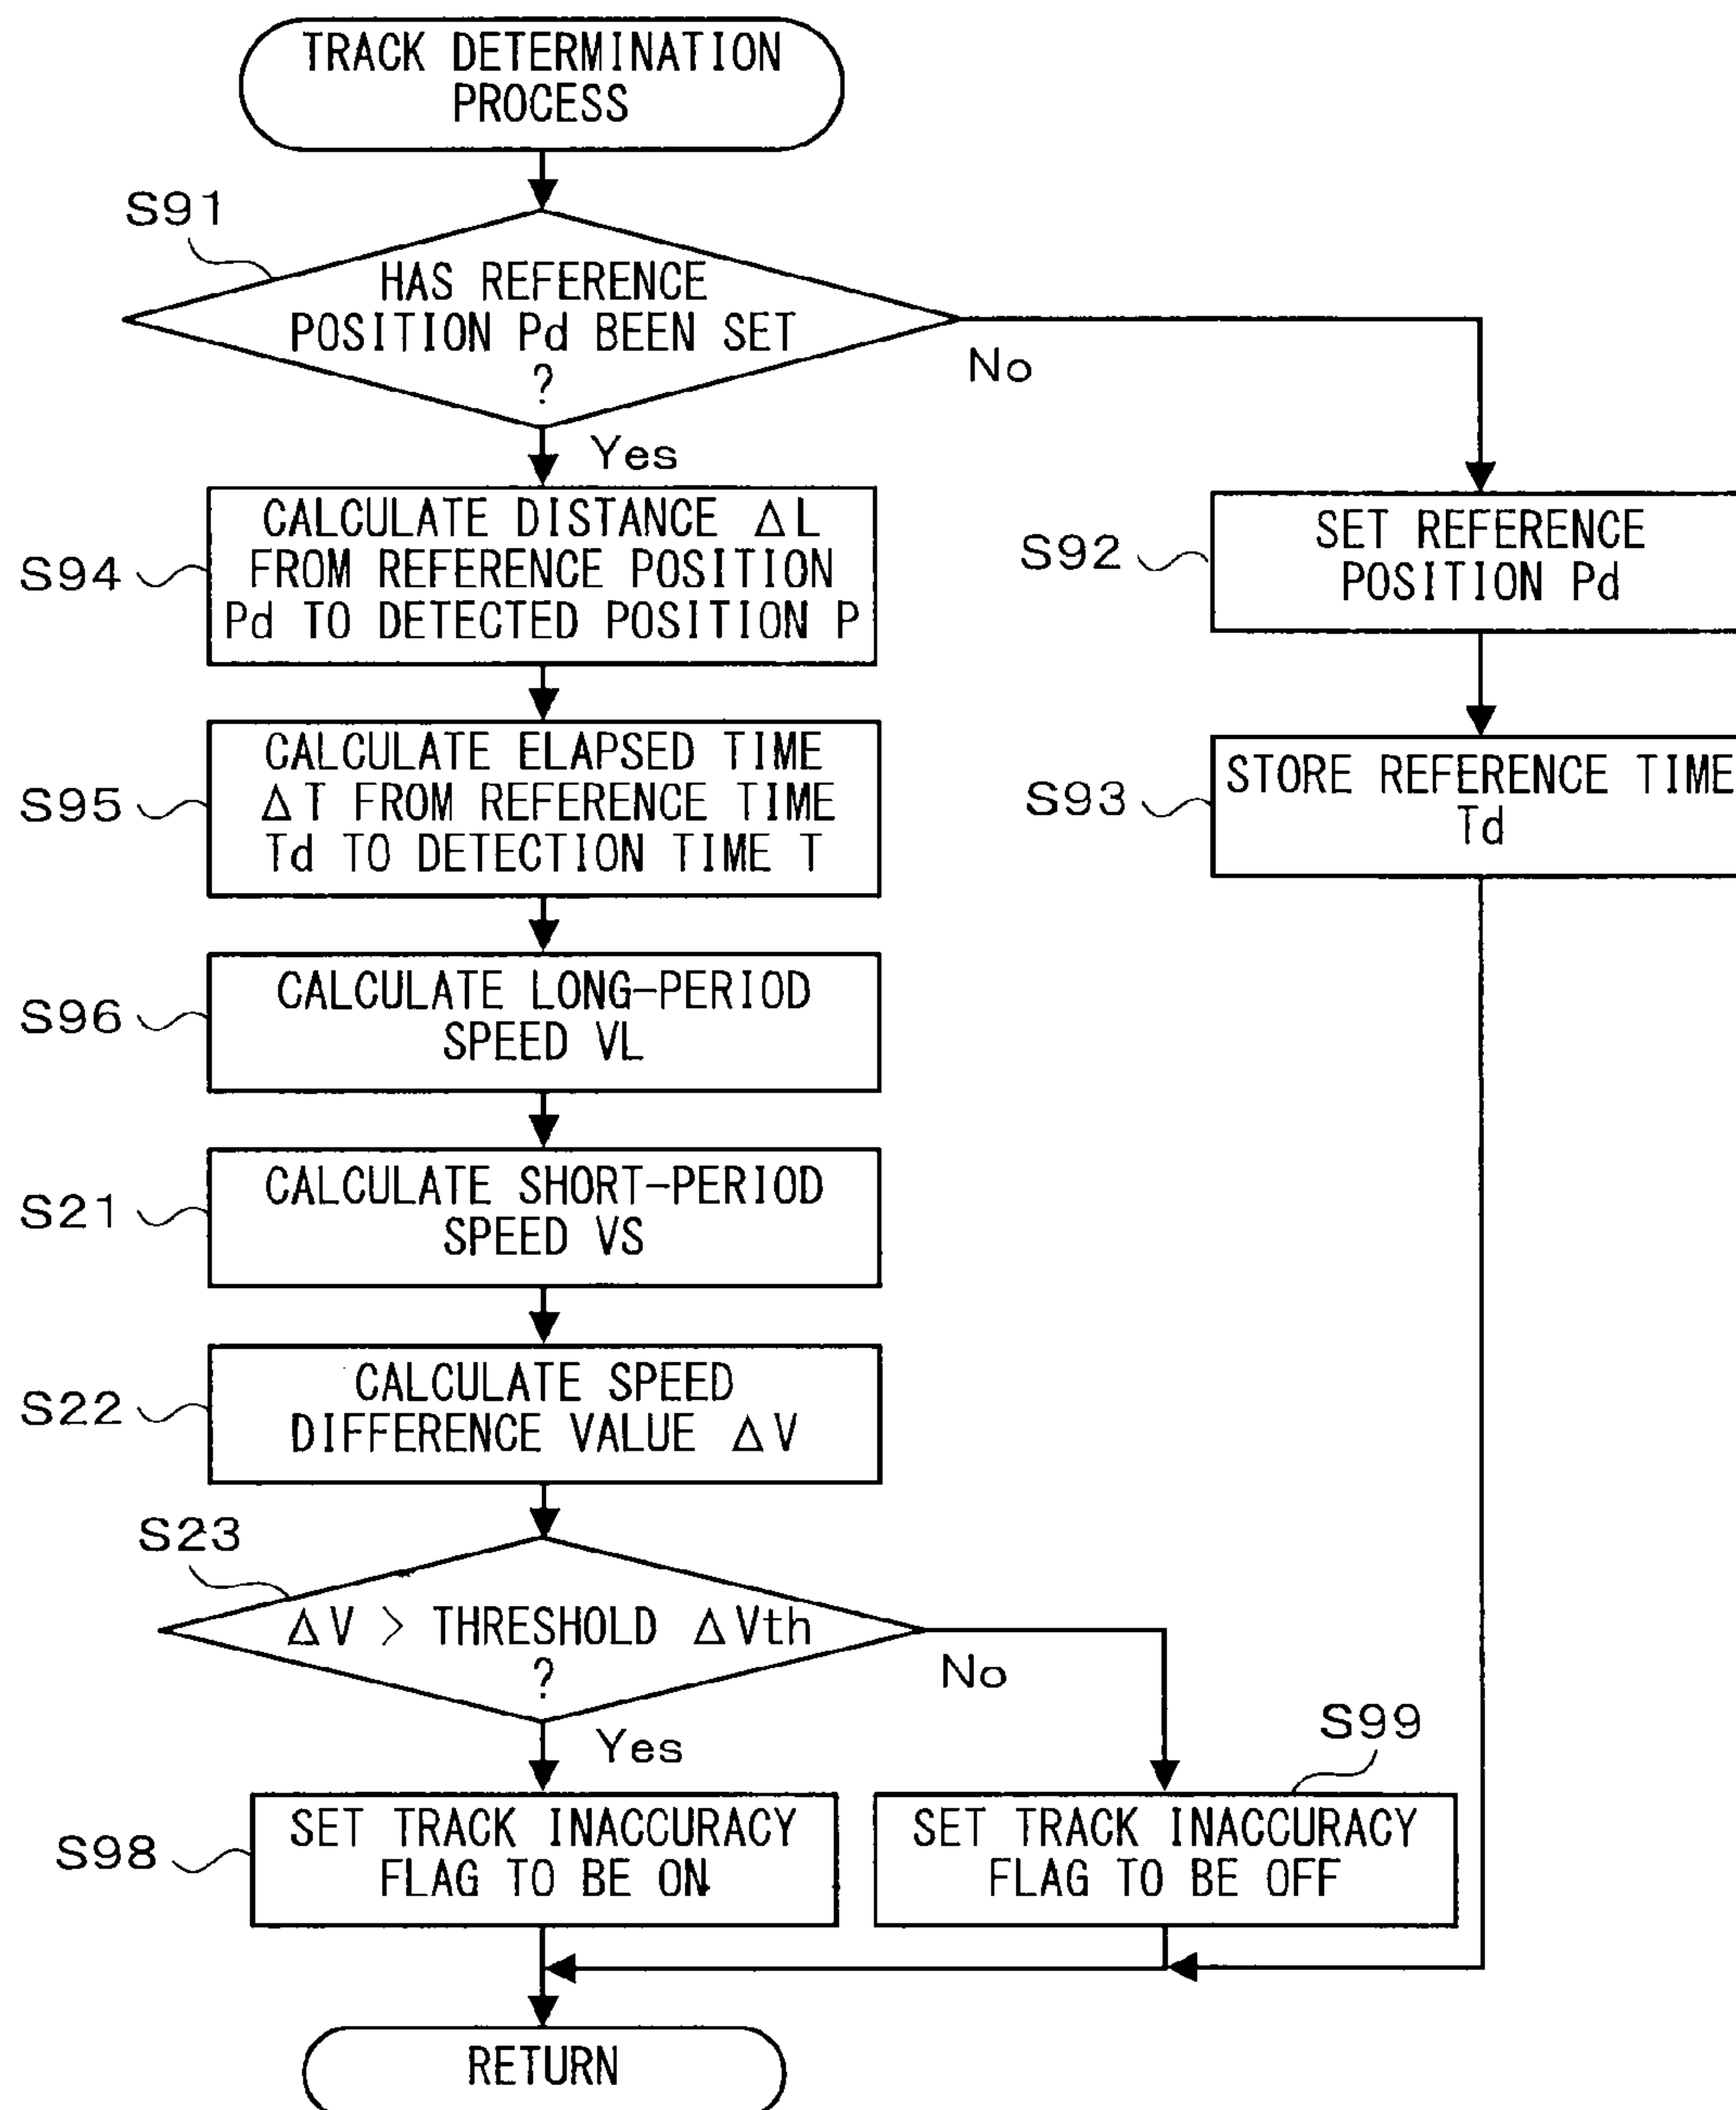 TRACK DETERMINATION
PROCESS
S91
HAS REFERENCE
POSITION Pd BEEN SET
?
No
Yes
S94
CALCULATE DISTANCE ΔL
FROM REFERENCE POSITION
Pd TO DETECTED POSITION P
S92
SET REFERENCE
POSITION Pd
S95
CALCULATE ELAPSED TIME
ΔT FROM REFERENCE TIME
Td TO DETECTION TIME T
S93
STORE REFERENCE TIME
Td
S96
CALCULATE LONG-PERIOD
SPEED VL
S21
CALCULATE SHORT-PERIOD
SPEED VS
S22
CALCULATE SPEED
DIFFERENCE VALUE ΔV
S23
ΔV > THRESHOLD ΔVth
?
No
Yes
S98
SET TRACK INACCURACY
FLAG TO BE ON
S99
SET TRACK INACCURACY
FLAG TO BE OFF
RETURN